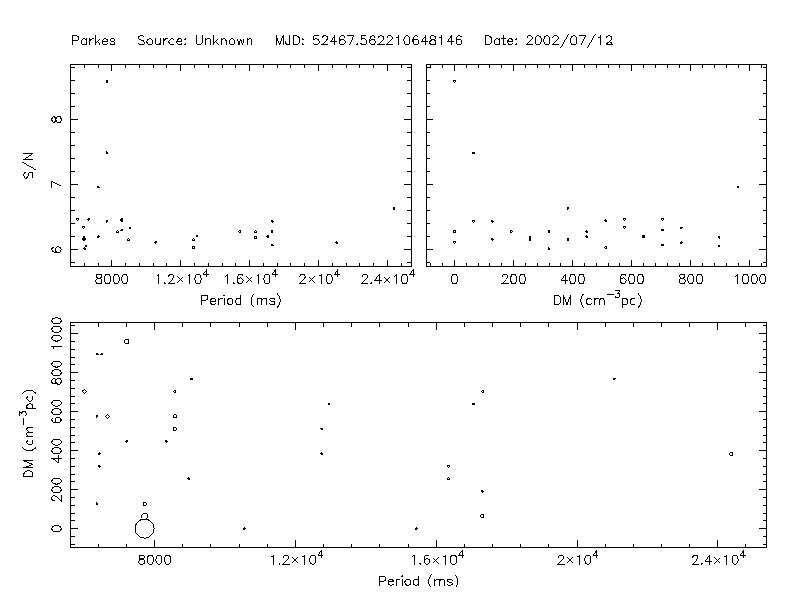 Parkes Source: Unknown MJD: 52467.562210648146 Date: 2002/07/12
S/N
8
7
6
8000 1.2×10⁴ 1.6×10⁴ 2×10⁴ 2.4×10⁴
Period (ms)
0 200 400 600 800 1000
DM (cm⁻³pc)
DM (cm⁻³pc)
1000
800
600
400
200
0
8000 1.2×10⁴ 1.6×10⁴ 2×10⁴ 2.4×10⁴
Period (ms)